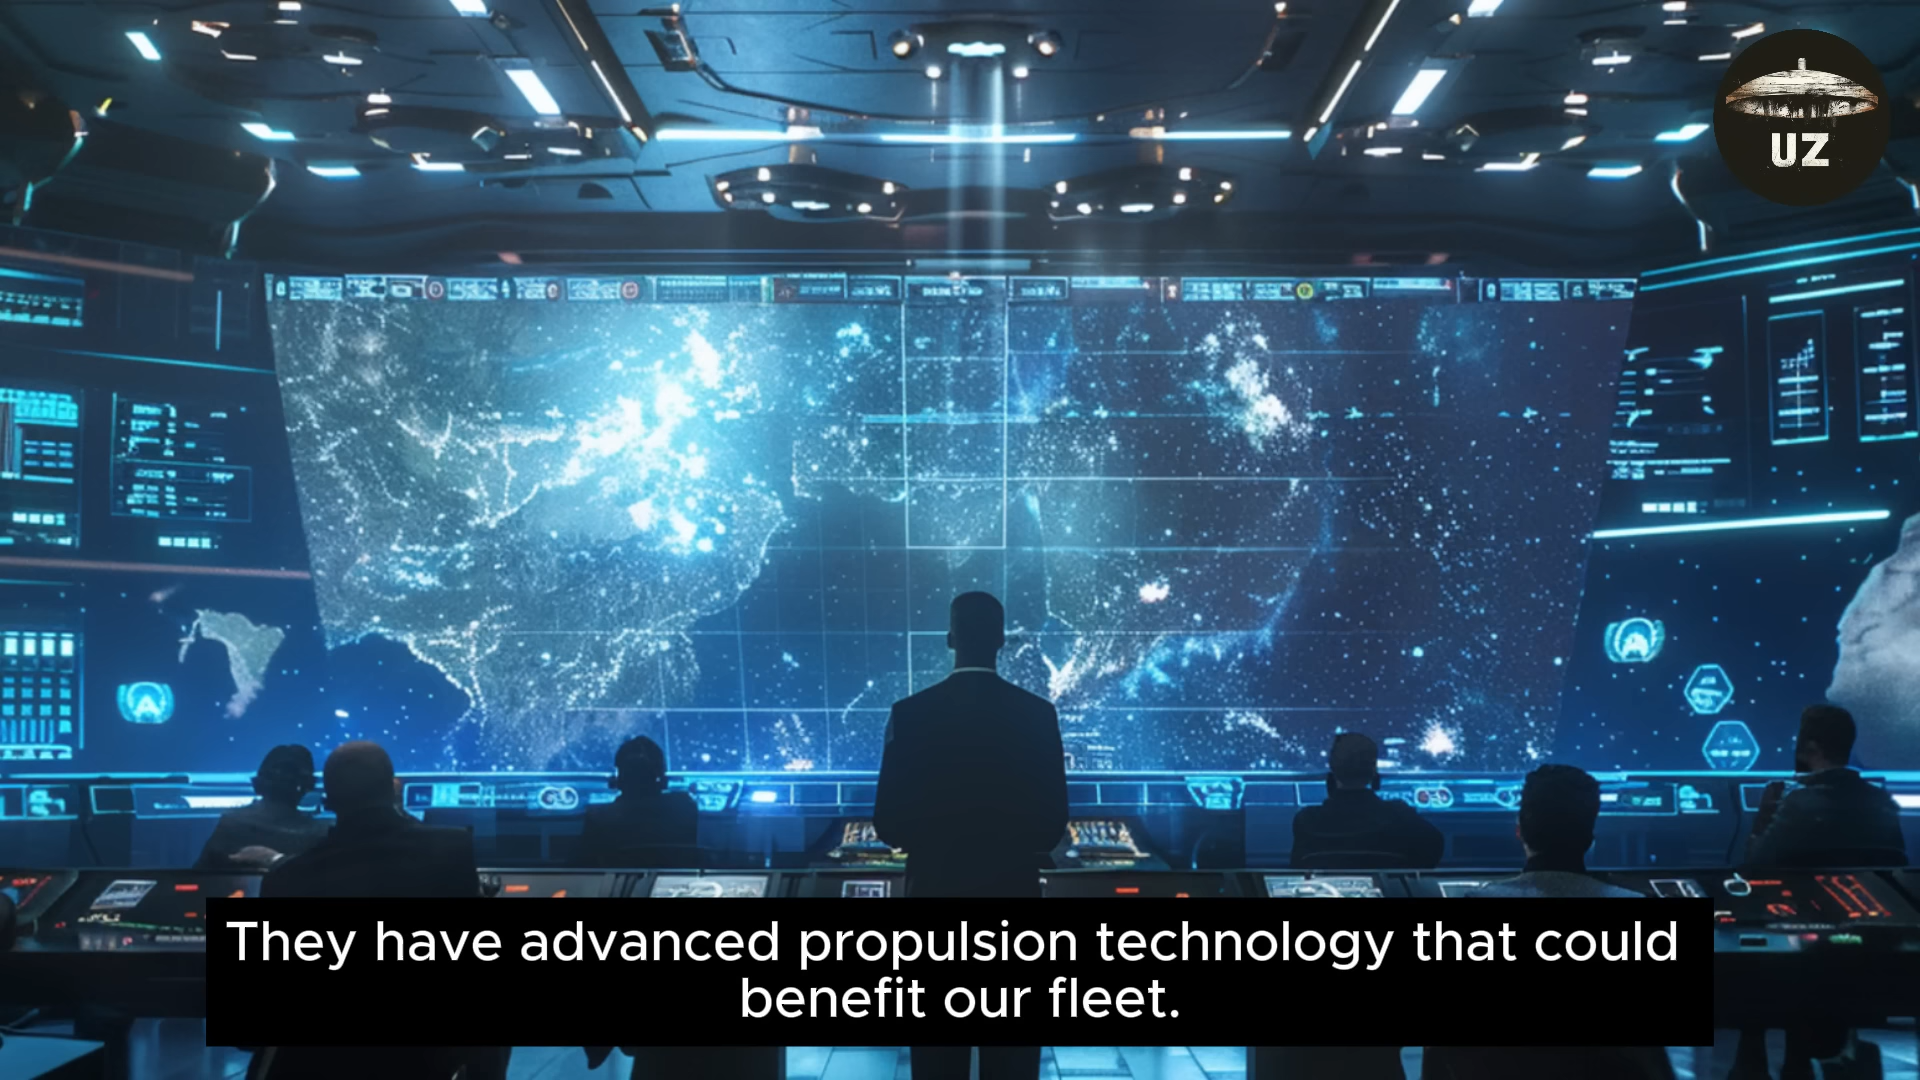 UZ
They have advanced propulsion technology that could
benefit our fleet.